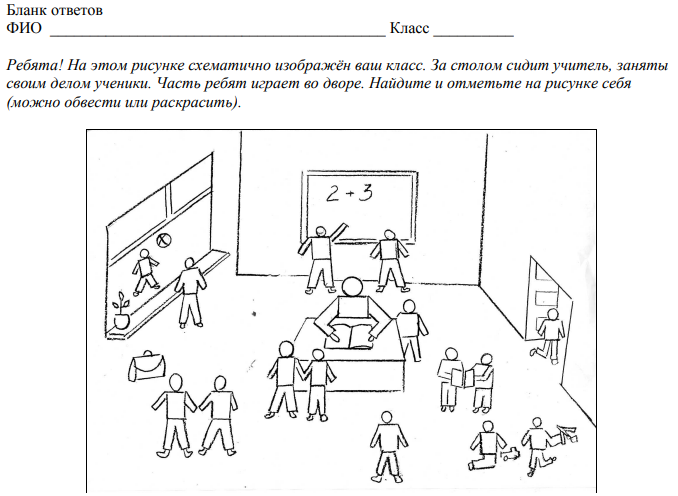 Бланк ответов
ФИО __________________________________________ Класс __________
Ребята! На этом рисунке схематично изображён ваш класс. За столом сидит учитель, заняты
своим делом ученики. Часть ребят играет во дворе. Найдите и отметьте на рисунке себя
(можно обвести или раскрасить).
2+3